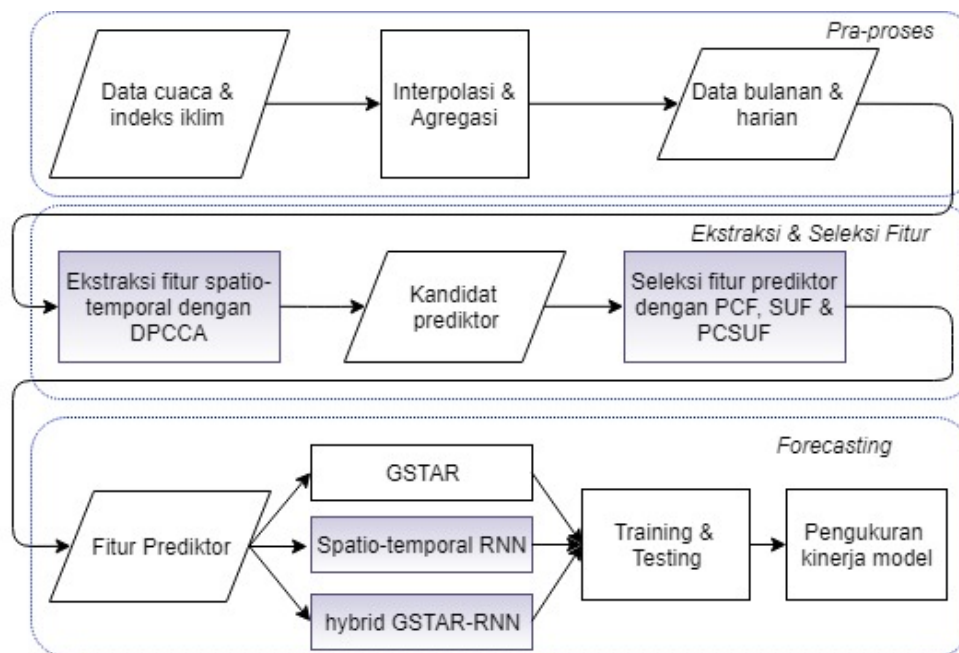 Pra-proses
Data cuaca &
indeks iklim
Interpolasi &
Agregasi
Data bulanan &
harian
Ekstraksi & Seleksi Fitur
Ekstraksi fitur spatio-
temporal dengan
DPCCA
Kandidat
prediktor
Seleksi fitur prediktor
dengan PCF, SUF &
PCSUF
Forecasting
Fitur Prediktor
GSTAR
Spatio-temporal RNN
hybrid GSTAR-RNN
Training &
Testing
Pengukuran
kinerja model